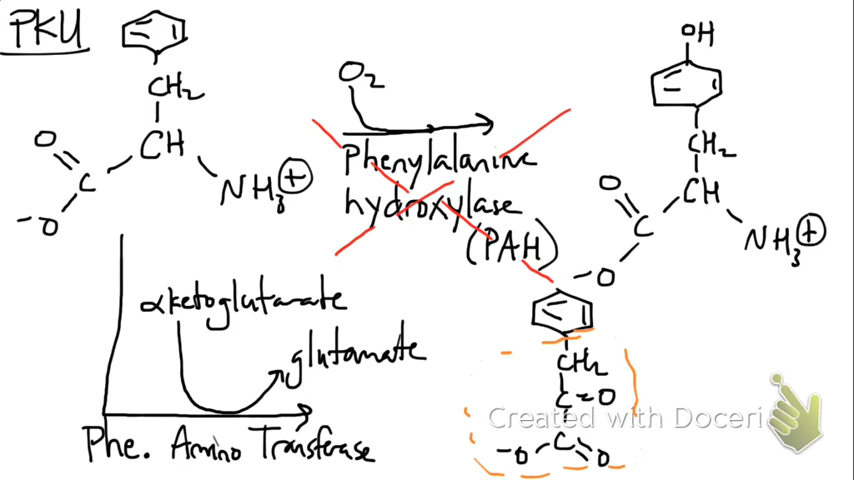 PKU
CH2
O
CH
C
-O
NH3+
O2
Phenylalanine
hydroxylase
(PAH)
OH
CH2
O
CH
C
-O
NH3+
αketoglutarate
glutamate
Phe. Amino Transferase
CH2
C=O
C
-O
O
Created with Doceri